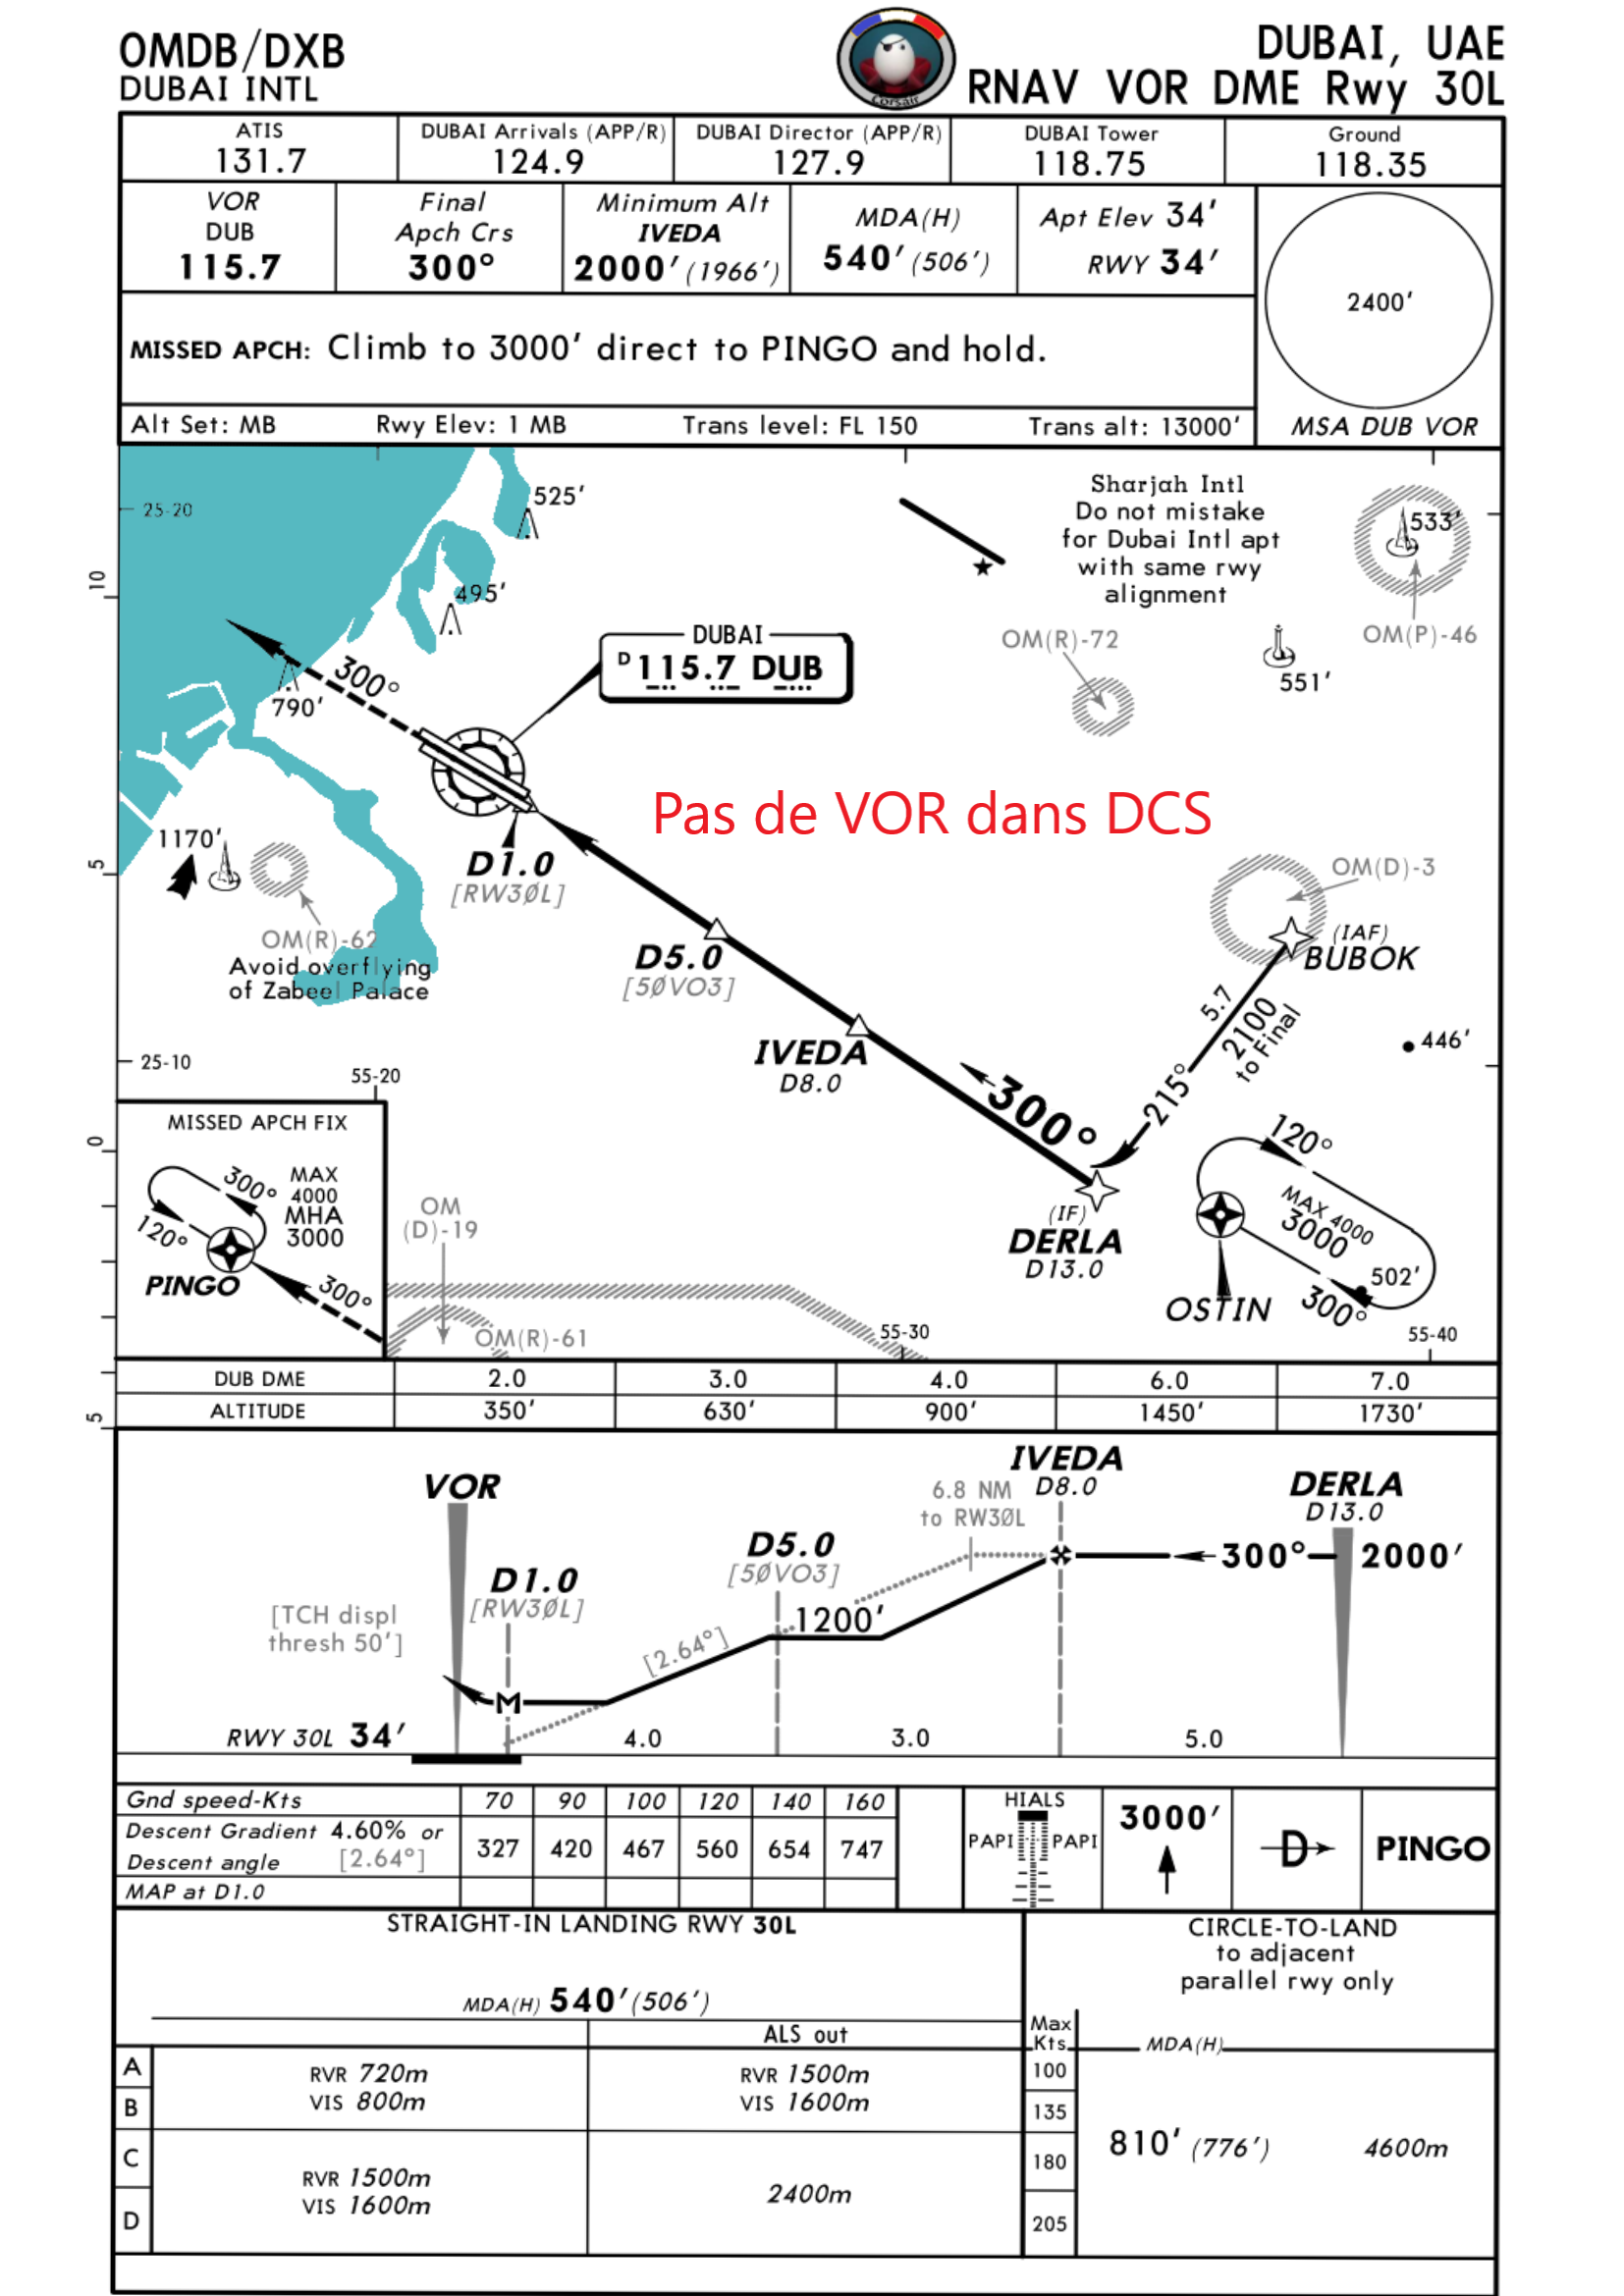 OMDB/DXB
DUBAI INTL
Corsair
DUBAI, UAE
RNAV VOR DME Rwy 30L
ATIS
131.7
DUBAI Arrivals (APP/R)
124.9
DUBAI Director (APP/R)
127.9
DUBAI Tower
118.75
Ground
118.35
VOR
DUB
115.7
Final
Apch Crs
300°
Minimum Alt
IVEDA
2000' (1966')
MDA(H)
540' (506')
Apt Elev 34'
RWY 34'
2400'
MSA DUB VOR
MISSED APCH: Climb to 3000' direct to PINGO and hold.
Alt Set: MB Rwy Elev: 1 MB Trans level: FL 150 Trans alt: 13000'
25-20
525'
495'
Sharjah Intl
Do not mistake
for Dubai Intl apt
with same rwy
alignment
533'
OM(P)-46
OM(R)-72
551'
10
300°
790'
DUBAI
D 115.7 DUB
Pas de VOR dans DCS
1170'
5
D1.0
[RW30L]
OM(R)-62
Avoid overflying
of Zabeel Palace
D5.0
[50VO3]
OM(D)-3
(IAF)
BUBOK
5.7
2100
to Final
215°
446'
IVEDA
D8.0
25-10
55-20
300°
0
MISSED APCH FIX
300°
MAX
4000
MHA
3000
120°
PINGO
300°
OM
(D)-19
OM(R)-61
(IF)
DERLA
D13.0
120°
MAX 4000
3000
502'
300°
OSTIN
55-30
55-40
5
DUB DME 2.0 3.0 4.0 6.0 7.0
ALTITUDE 350' 630' 900' 1450' 1730'
VOR
IVEDA
D8.0
DERLA
D13.0
6.8 NM
to RW30L
D5.0
[50VO3]
D1.0
[RW30L]
300° 2000'
[TCH displ
thresh 50']
1200'
[2.64°]
M
RWY 30L 34'
4.0 3.0 5.0
Gnd speed-Kts 70 90 100 120 140 160
Descent Gradient 4.60% or
Descent angle [2.64°] 327 420 467 560 654 747
MAP at D1.0
HIALS
PAPI PAPI
3000'
D
PINGO
STRAIGHT-IN LANDING RWY 30L
MDA(H) 540' (506')
ALS out
A
B
RVR 720m
VIS 800m
RVR 1500m
VIS 1600m
C
D
RVR 1500m
VIS 1600m
2400m
CIRCLE-TO-LAND
to adjacent
parallel rwy only
Max
Kts
MDA(H)
100
135
180
205
810' (776') 4600m